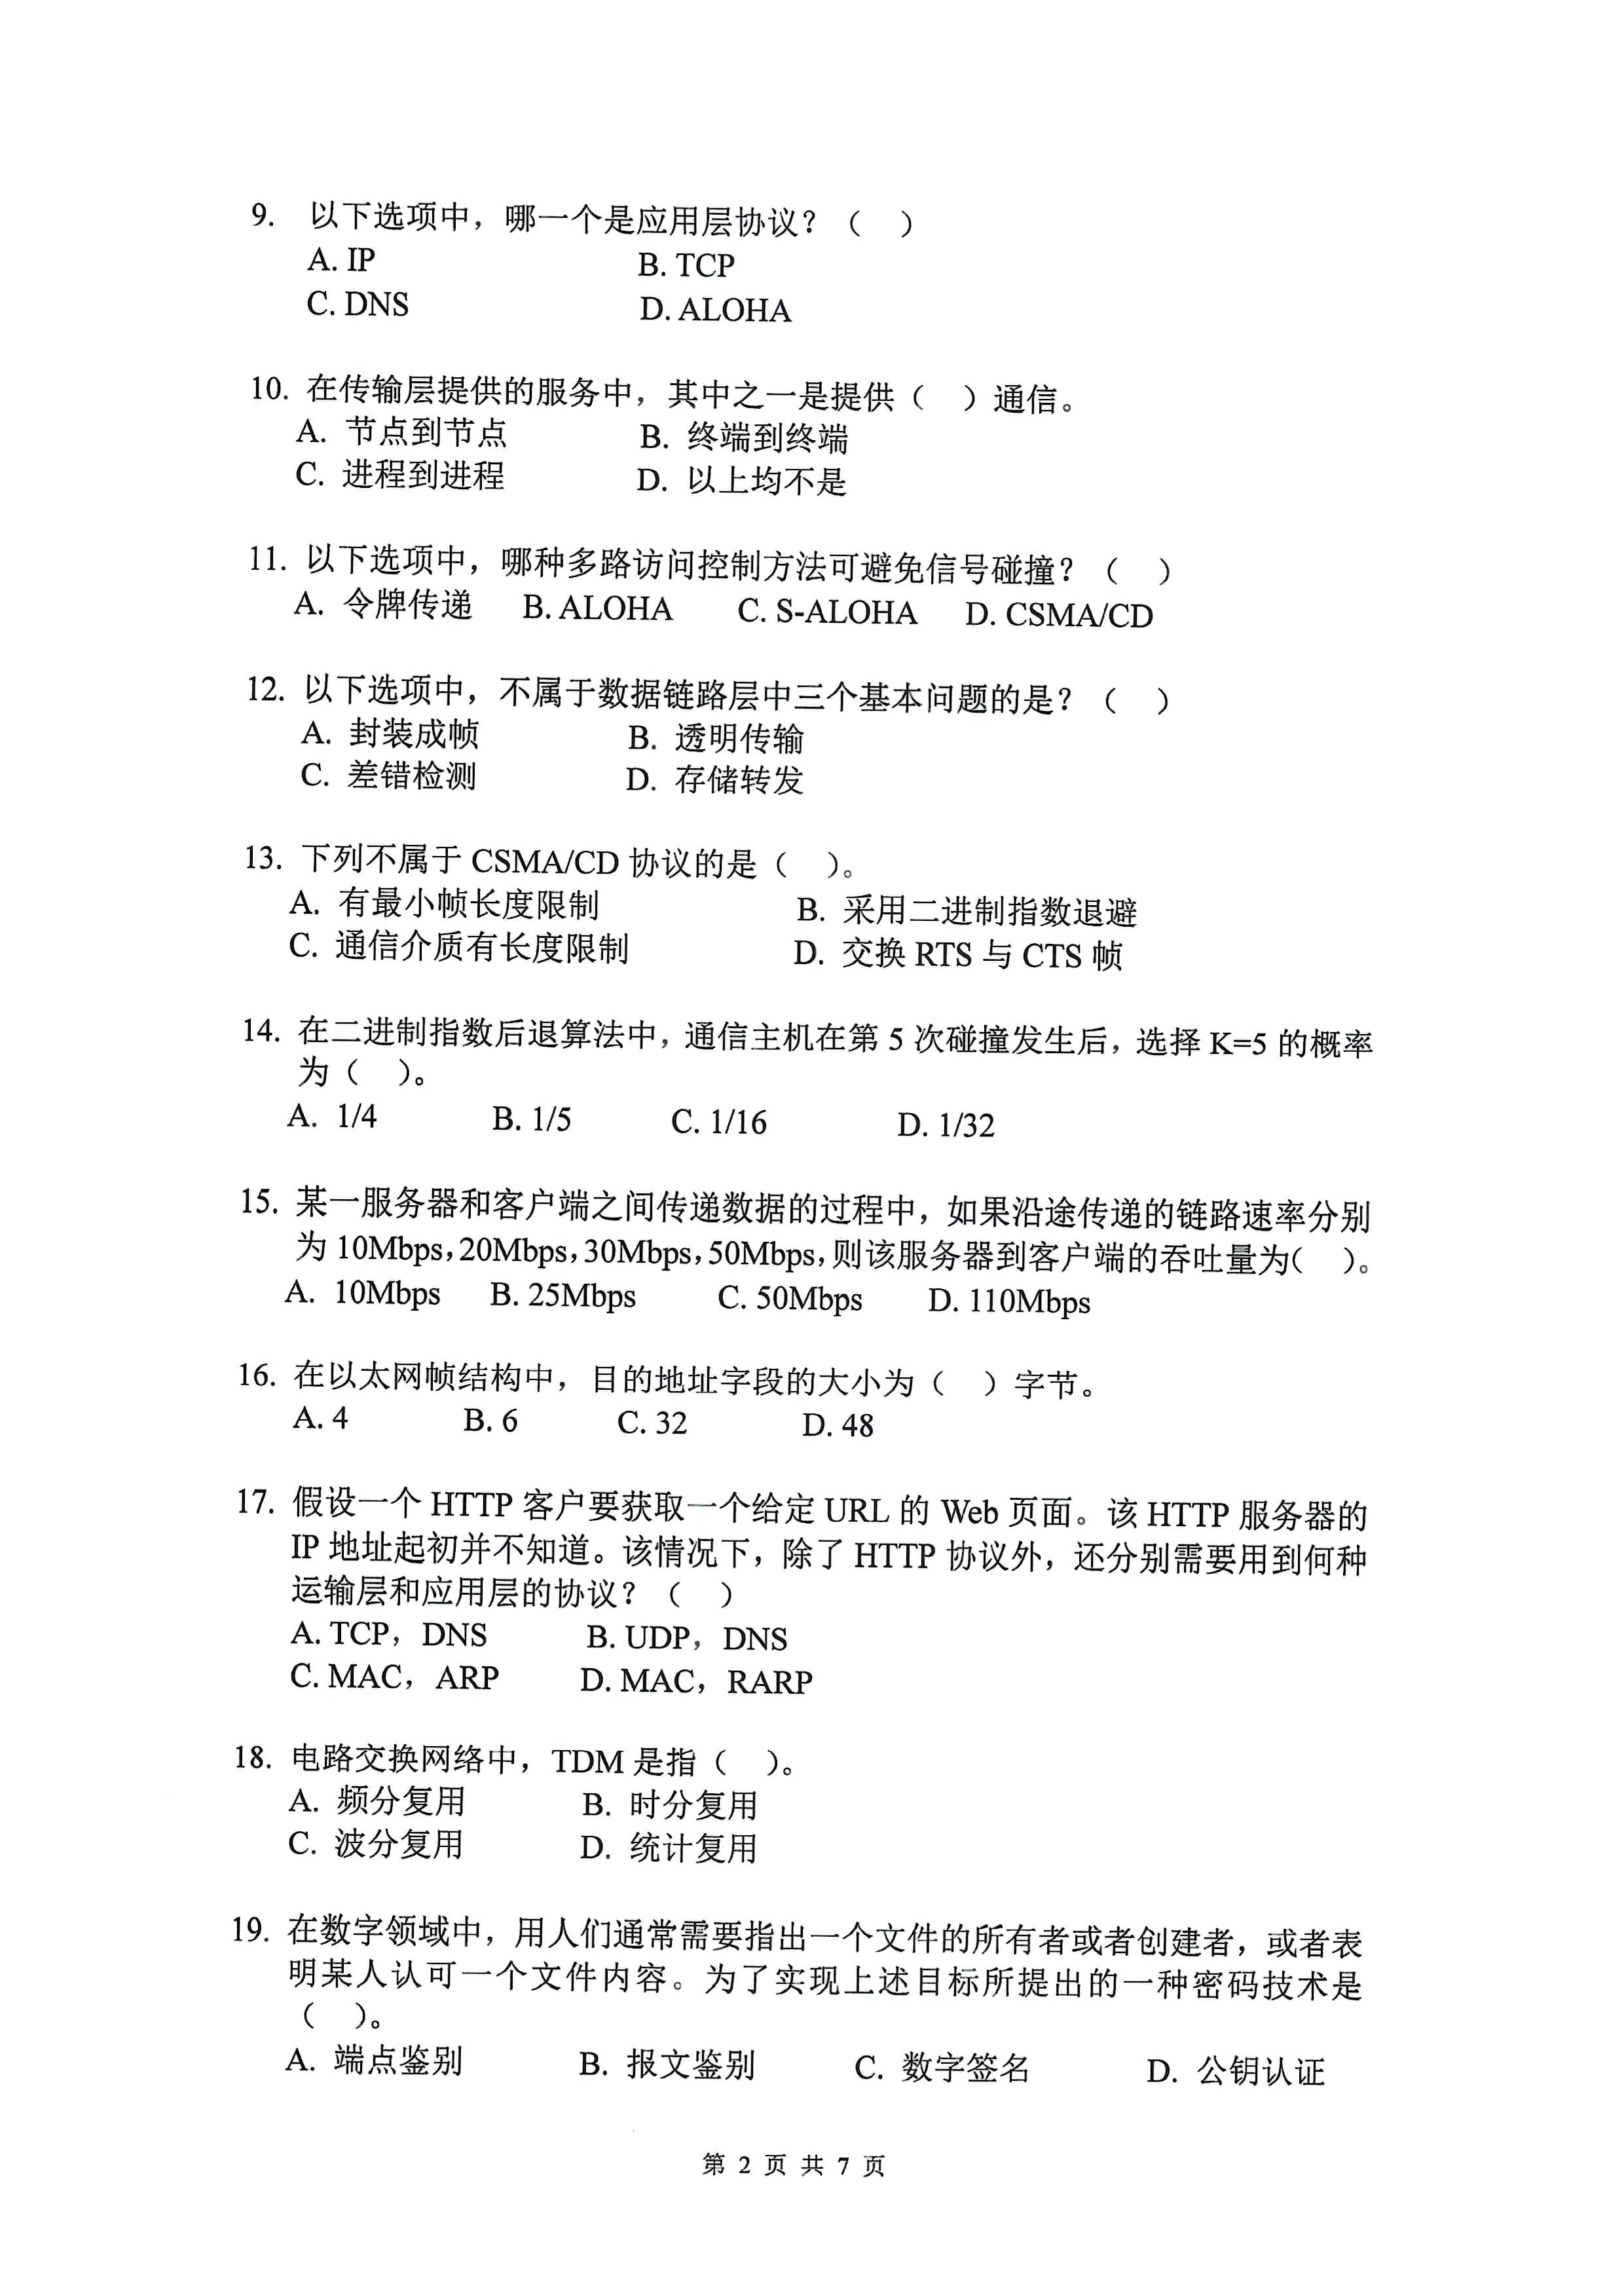 9. 以下选项中，哪一个是应用层协议？（ ）
A. IP B. TCP
C. DNS D. ALOHA
10. 在传输层提供的服务中，其中之一是提供（ ）通信。
A. 节点到节点 B. 终端到终端
C. 进程到进程 D. 以上均不是
11. 以下选项中，哪种多路访问控制方法可避免信号碰撞？（ ）
A. 令牌传递 B. ALOHA C. S-ALOHA D. CSMA/CD
12. 以下选项中，不属于数据链路层中三个基本问题的是？（ ）
A. 封装成帧 B. 透明传输
C. 差错检测 D. 存储转发
13. 下列不属于 CSMA/CD 协议的是（ ）。
A. 有最小帧长度限制 B. 采用二进制指数退避
C. 通信介质有长度限制 D. 交换 RTS 与 CTS 帧
14. 在二进制指数后退算法中，通信主机在第 5 次碰撞发生后，选择 K=5 的概率
为（ ）。
A. 1/4 B. 1/5 C. 1/16 D. 1/32
15. 某一服务器和客户端之间传递数据的过程中，如果沿途传递的链路速率分别
为 10Mbps，20Mbps，30Mbps，50Mbps，则该服务器到客户端的吞吐量为（ ）。
A. 10Mbps B. 25Mbps C. 50Mbps D. 110Mbps
16. 在以太网帧结构中，目的地址字段的大小为（ ）字节。
A. 4 B. 6 C. 32 D. 48
17. 假设一个 HTTP 客户要获取一个给定 URL 的 Web 页面。该 HTTP 服务器的
IP 地址起初并不知道。该情况下，除了 HTTP 协议外，还分别需要用到何种
运输层和应用层的协议？（ ）
A. TCP，DNS B. UDP，DNS
C. MAC，ARP D. MAC，RARP
18. 电路交换网络中，TDM 是指（ ）。
A. 频分复用 B. 时分复用
C. 波分复用 D. 统计复用
19. 在数字领域中，用人们通常需要指出一个文件的所有者或者创建者，或者表
明某人认可一个文件内容。为了实现上述目标所提出的一种密码技术是
（ ）。
A. 端点鉴别 B. 报文鉴别 C. 数字签名 D. 公钥认证
第 2 页 共 7 页